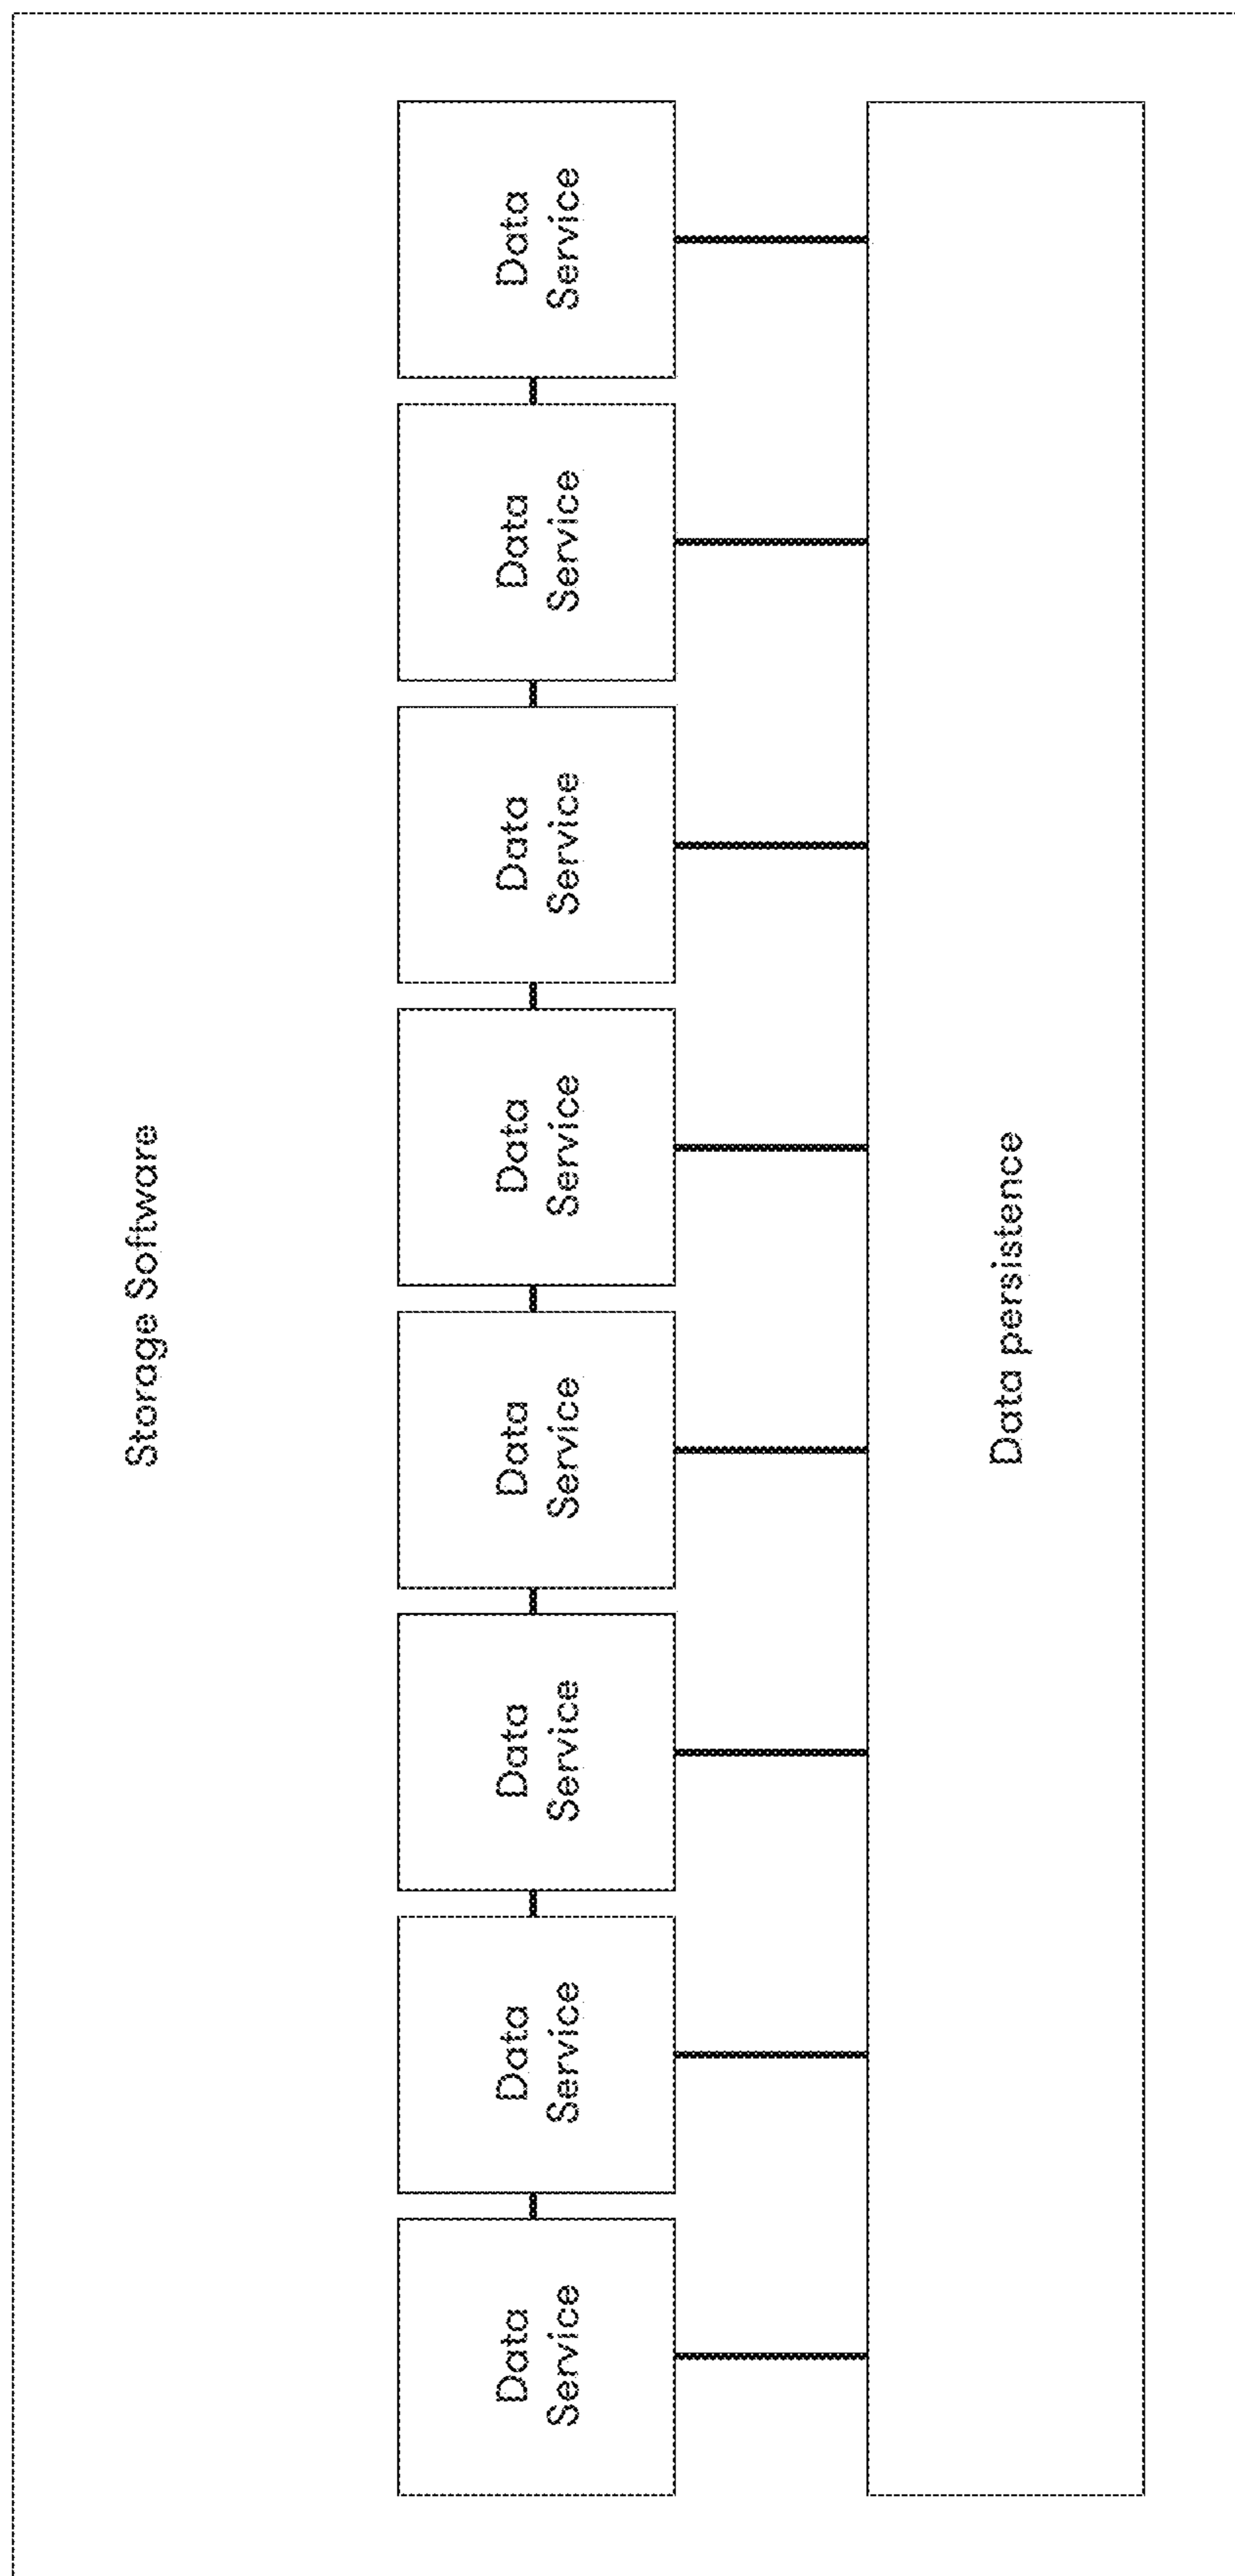 Storage Software
Data
Service
Data
Service
Data
Service
Data
Service
Data
Service
Data
Service
Data
Service
Data
Service
Data persistence